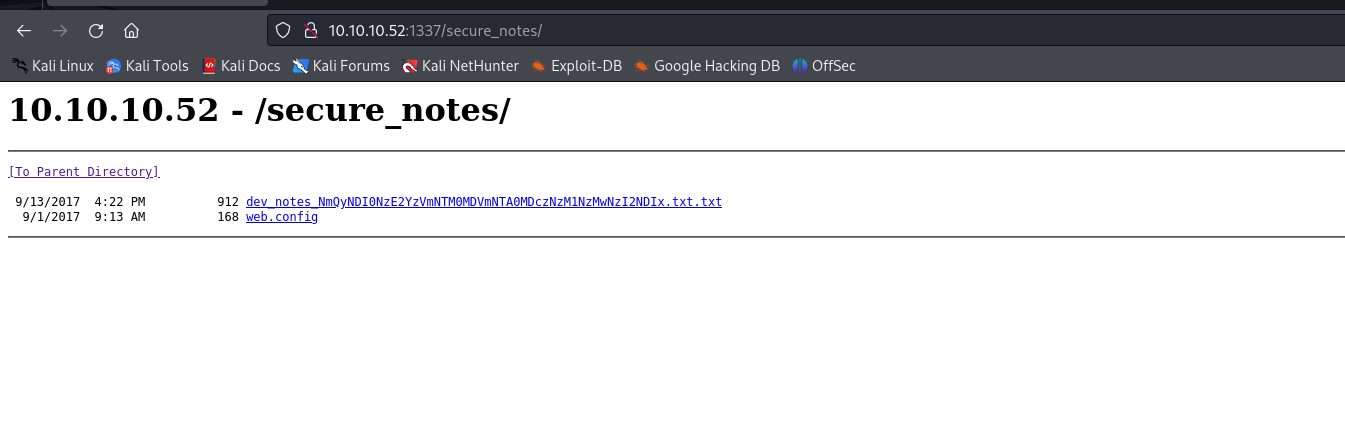 10.10.10.52:1337/secure_notes/
Kali Linux Kali Tools Kali Docs Kali Forums Kali NetHunter Exploit-DB Google Hacking DB OffSec
10.10.10.52 - /secure_notes/
[To Parent Directory]
9/13/2017 4:22 PM 912 dev_notes_NmQyNDI0NzE2YzVmNTM0MDVmNTA0MDczNzM1NzMwNzI2NDIx.txt.txt
9/1/2017 9:13 AM 168 web.config